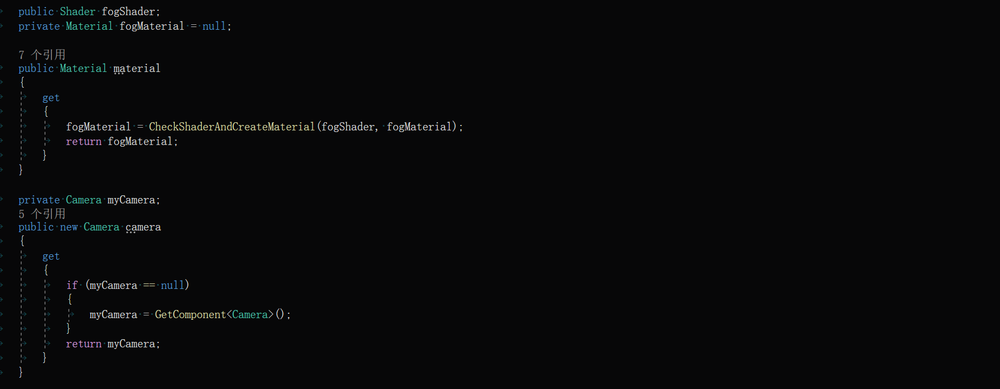 public Shader fogShader;
private Material fogMaterial = null;
7 个引用
public Material material
{
get
{
fogMaterial = CheckShaderAndCreateMaterial(fogShader, fogMaterial);
return fogMaterial;
}
}
private Camera myCamera;
5 个引用
public new Camera camera
{
get
{
if (myCamera == null)
{
myCamera = GetComponent<Camera>();
}
return myCamera;
}
}